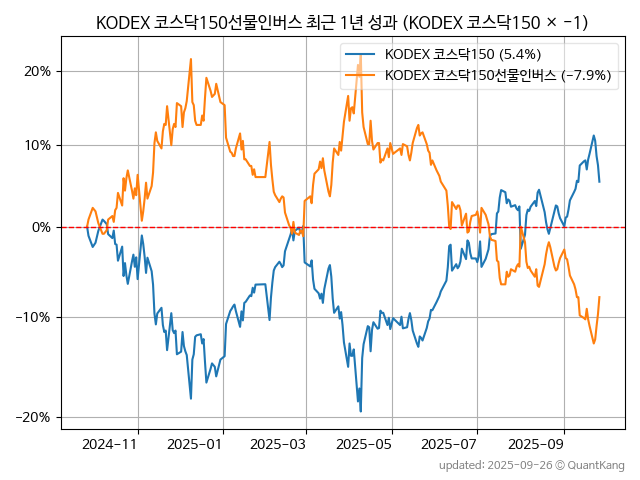 KODEX 코스닥150선물인버스 최근 1년 성과 (KODEX 코스닥150 × −1)
KODEX 코스닥150 (5.4%)
KODEX 코스닥150선물인버스 (−7.9%)
20%
10%
0%
−10%
−20%
2024-11 2025-01 2025-03 2025-05 2025-07 2025-09
updated: 2025-09-26 © QuantKang